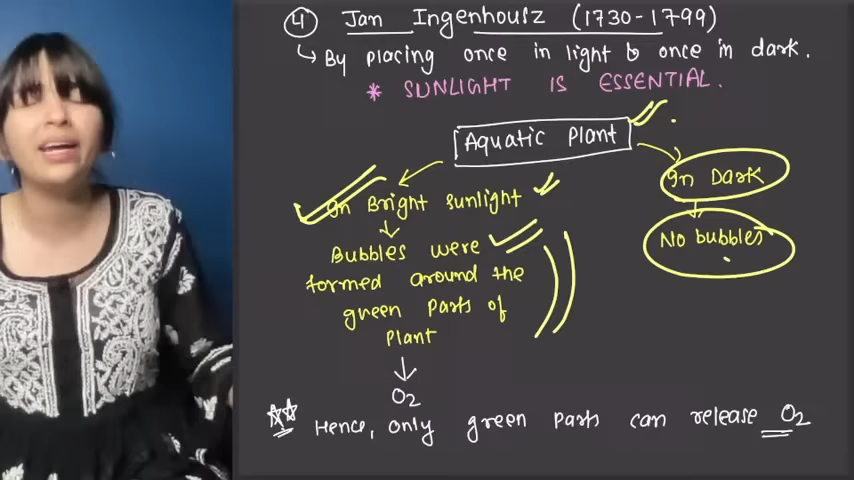 4 Jan Ingenhousz (1730-1799)
↳ By placing once in light & once in dark.
* SUNLIGHT IS ESSENTIAL.
Aquatic Plant
In Bright sunlight
In Dark
Bubbles were
formed around the
green parts of
plant
No bubbles
O2
Hence, only green parts can release O2